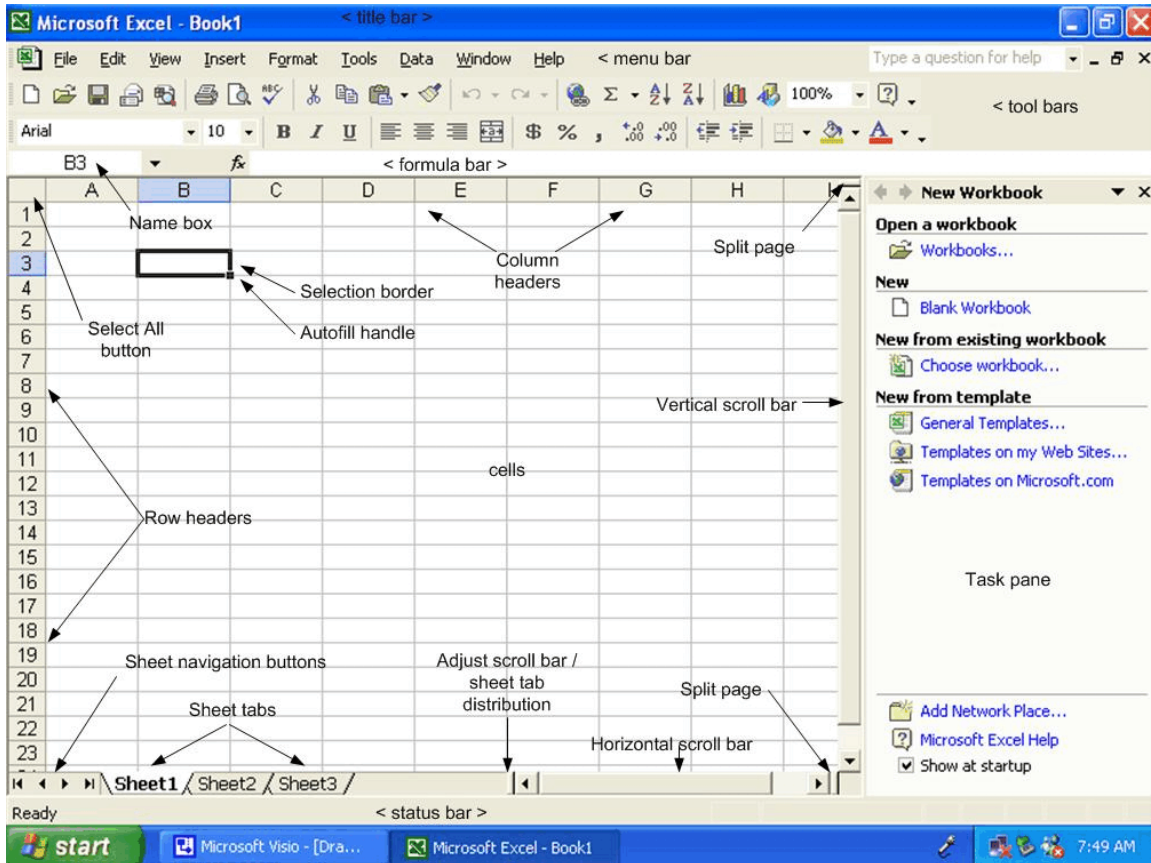 Microsoft Excel - Book1 < title bar >
File Edit View Insert Format Tools Data Window Help < menu bar Type a question for help
ABC Σ A Z Z A 100% ? < tool bars
Arial 10 B I U $ % , .00 .00
B3 fx < formula bar >
A B C D E F G H
New Workbook
1
Name box
Open a workbook
2
Split page
Workbooks...
3
Column
headers
4
Selection border
New
5
Blank Workbook
Select All
button
6
Autofill handle
New from existing workbook
7
Choose workbook...
8
New from template
9
Vertical scroll bar
General Templates...
10
Templates on my Web Sites...
11
cells
12
Templates on Microsoft.com
13
Row headers
14
15
16
Task pane
17
18
19
Sheet navigation buttons
Adjust scroll bar /
sheet tab
distribution
20
Split page
21
Sheet tabs
Add Network Place...
22
Horizontal scroll bar
Microsoft Excel Help
23
Show at startup
Sheet1 / Sheet2 / Sheet3 /
Ready < status bar >
start Microsoft Visio - [Dra... Microsoft Excel - Book1 7:49 AM